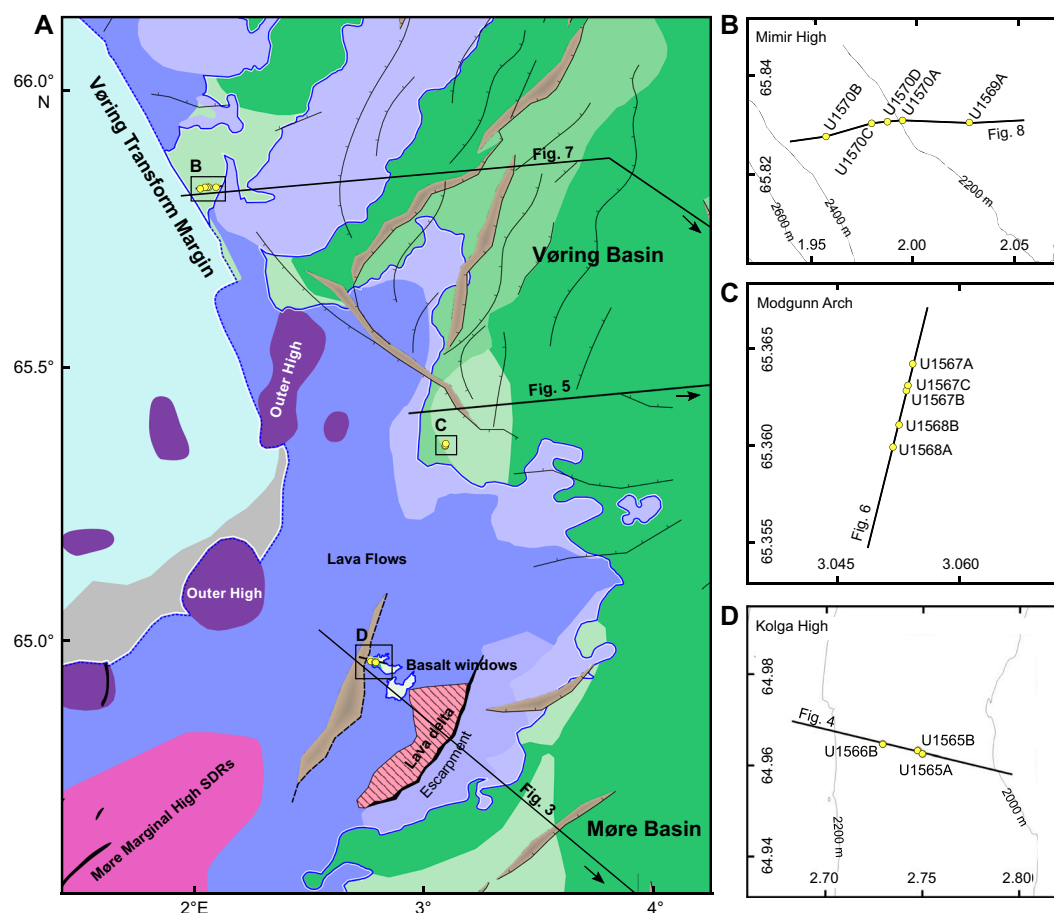 A
66.0°
N
65.5°
65.0°
2°E
3°
4°
Vøring Transform Margin
B
Fig. 7
Vøring Basin
Outer High
Fig. 5
C
Lava Flows
Outer High
D
Basalt windows
Lava delta
Escarpment
Fig. 3
Møre Marginal High SDRs
Møre Basin
B
Mimir High
65.84
65.82
U1570B
U1570C
U1570D
U1570A
U1569A
Fig. 8
2200 m
2400 m
2600 m
1.95
2.00
2.05
C
Modgunn Arch
65.365
65.360
65.355
U1567A
U1567C
U1567B
U1568B
U1568A
Fig. 6
3.045
3.060
D
Kolga High
64.98
64.96
64.94
Fig. 4
U1566B
U1565B
U1565A
2200 m
2000 m
2.70
2.75
2.80